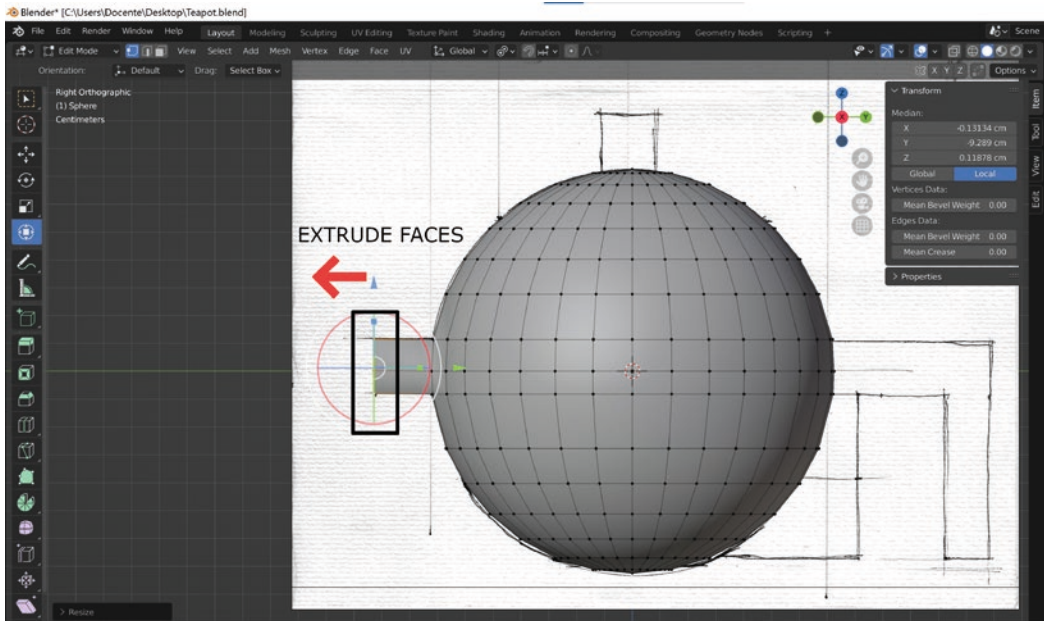 Blender* [C:\Users\Docente\Desktop\Teapot.blend]
File Edit Render Window Help Layout Modeling Sculpting UV Editing Texture Paint Shading Animation Rendering Compositing Geometry Nodes Scripting + Scene
Edit Mode View Select Add Mesh Vertex Edge Face UV Global
Orientation: Default Drag: Select Box X Y Z Options
Right Orthographic
(1) Sphere
Centimeters
Z
X Y
EXTRUDE FACES
Transform
Median:
X -0.13134 cm
Y -9.289 cm
Z 0.11878 cm
Global Local
Vertices Data:
Mean Bevel Weight 0.00
Edges Data:
Mean Bevel Weight 0.00
Mean Crease 0.00
Properties
Item
Tool
View
Edit
Resize